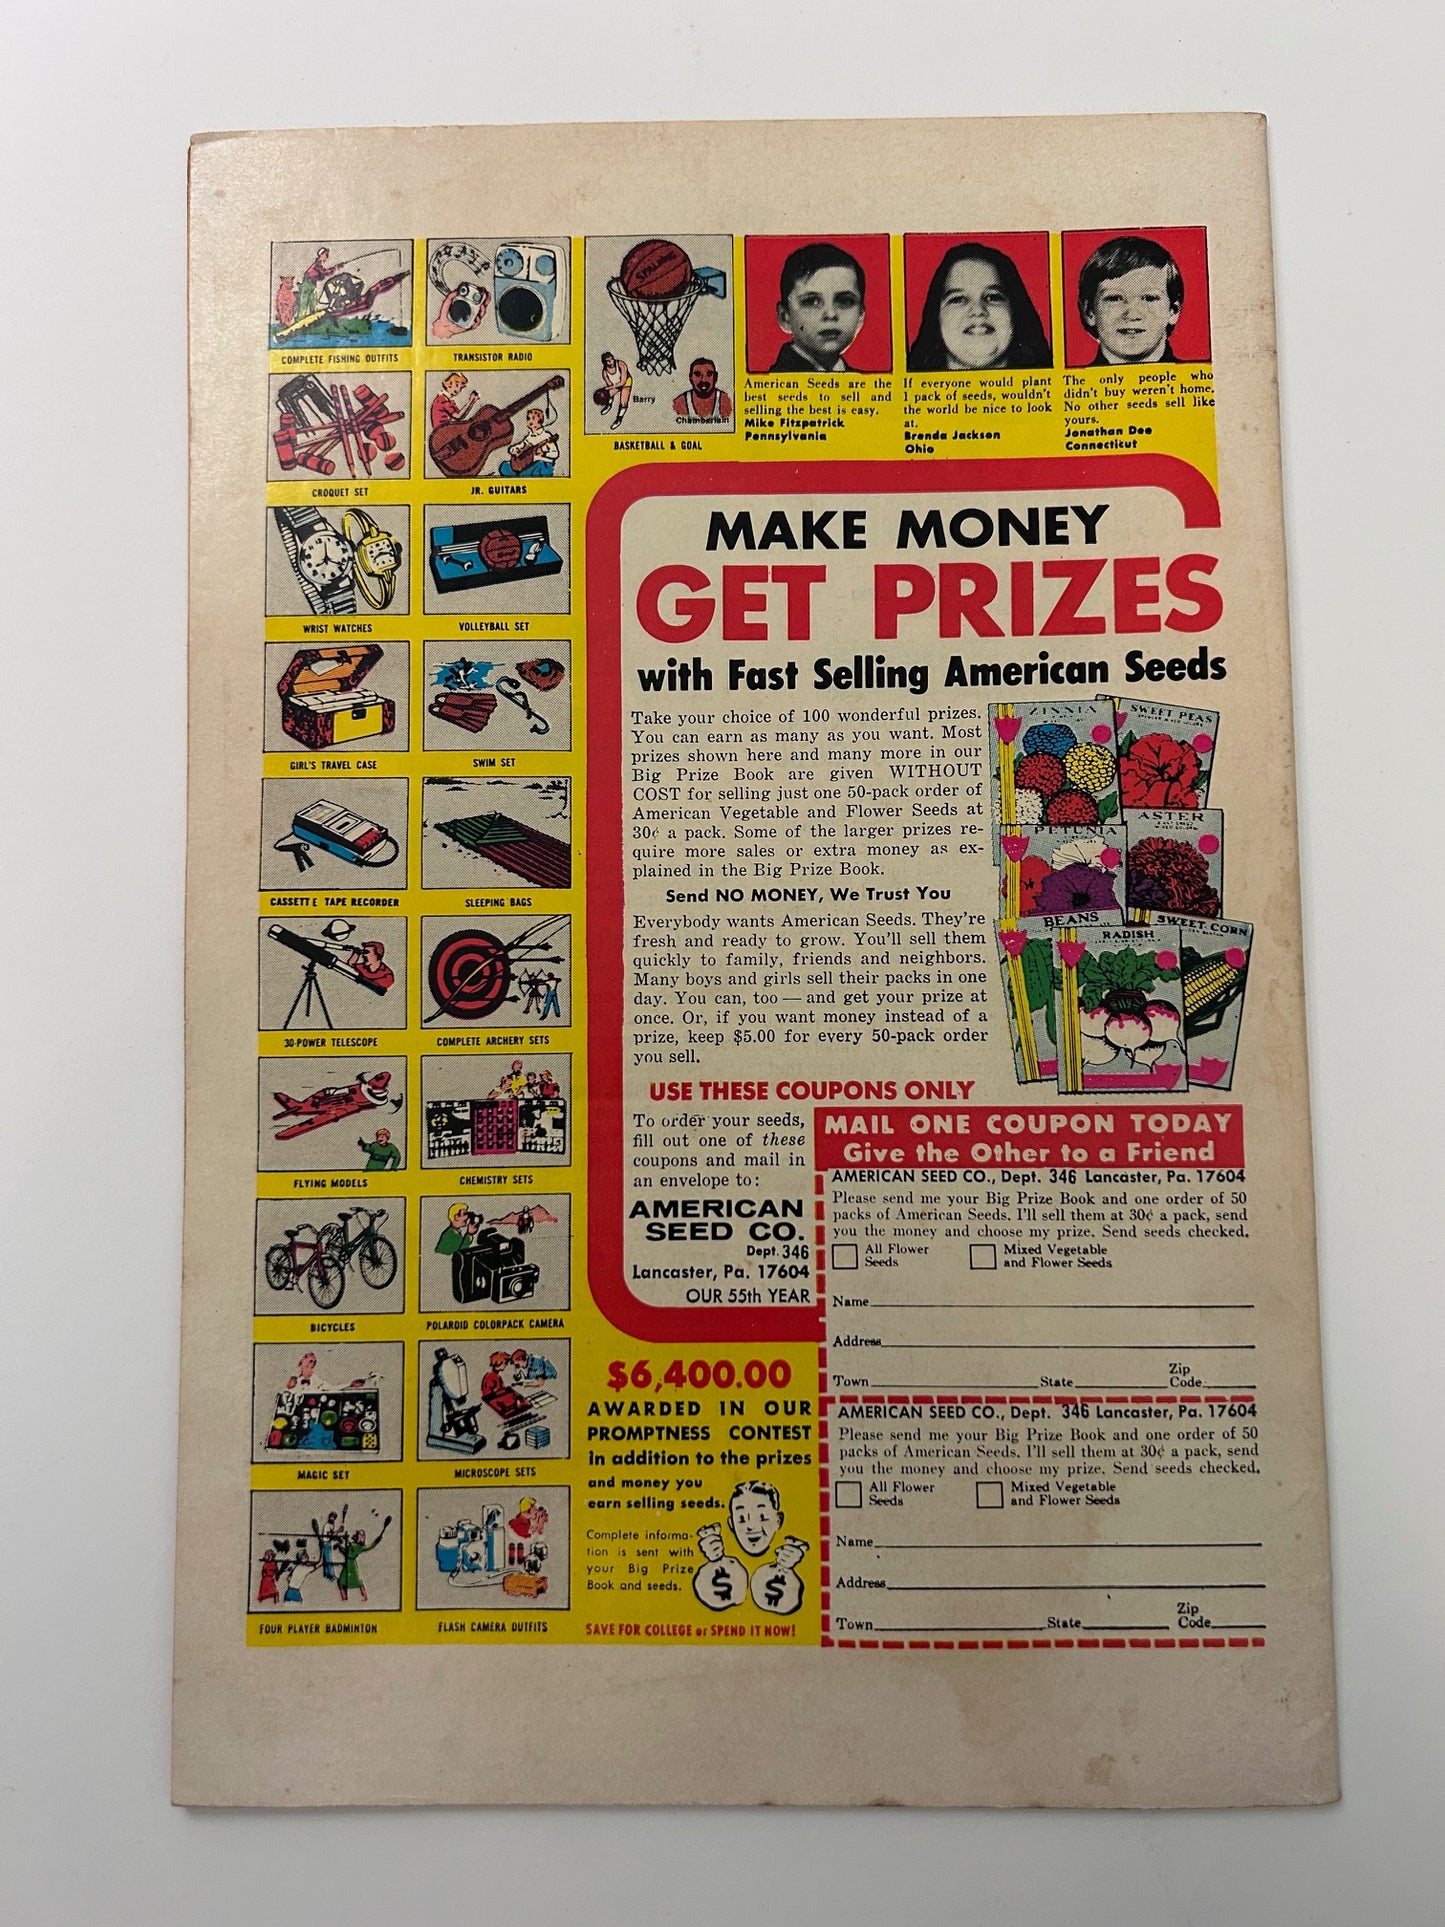 COMPLETE FISHING OUTFITS
TRANSISTOR RADIO
SPALDING
Barry
Chamberlain
BASKETBALL & GOAL
CROQUET SET
JR. GUITARS
WRIST WATCHES
VOLLEYBALL SET
GIRL'S TRAVEL CASE
SWIM SET
CASSETTE TAPE RECORDER
SLEEPING BAGS
30-POWER TELESCOPE
COMPLETE ARCHERY SETS
FLYING MODELS
CHEMISTRY SETS
BICYCLES
POLAROID COLORPACK CAMERA
MAGIC SET
MICROSCOPE SETS
FOUR PLAYER BADMINTON
FLASH CAMERA OUTFITS
American Seeds are the
best seeds to sell and
selling the best is easy.
Mike Fitzpatrick
Pennsylvania
If everyone would plant
1 pack of seeds, wouldn't
the world be nice to look
at.
Brenda Jackson
Ohio
The only people who
didn't buy weren't home.
No other seeds sell like
yours.
Jonathan Dee
Connecticut
MAKE MONEY
GET PRIZES
with Fast Selling American Seeds
Take your choice of 100 wonderful prizes.
You can earn as many as you want. Most
prizes shown here and many more in our
Big Prize Book are given WITHOUT
COST for selling just one 50-pack order of
American Vegetable and Flower Seeds at
30¢ a pack. Some of the larger prizes re-
quire more sales or extra money as ex-
plained in the Big Prize Book.
Send NO MONEY, We Trust You
Everybody wants American Seeds. They're
fresh and ready to grow. You'll sell them
quickly to family, friends and neighbors.
Many boys and girls sell their packs in one
day. You can, too — and get your prize at
once. Or, if you want money instead of a
prize, keep $5.00 for every 50-pack order
you sell.
ZINNIA
SWEET PEAS
PETUNIA
ASTER
BEANS
RADISH
SWEET CORN
USE THESE COUPONS ONLY
To order your seeds,
fill out one of these
coupons and mail in
an envelope to:
AMERICAN
SEED CO.
Dept. 346
Lancaster, Pa. 17604
OUR 55th YEAR
MAIL ONE COUPON TODAY
Give the Other to a Friend
AMERICAN SEED CO., Dept. 346 Lancaster, Pa. 17604
Please send me your Big Prize Book and one order of 50
packs of American Seeds. I'll sell them at 30¢ a pack, send
you the money and choose my prize. Send seeds checked.
All Flower Seeds
Mixed Vegetable and Flower Seeds
Name
Address
Town State Zip Code
AMERICAN SEED CO., Dept. 346 Lancaster, Pa. 17604
Please send me your Big Prize Book and one order of 50
packs of American Seeds. I'll sell them at 30¢ a pack, send
you the money and choose my prize. Send seeds checked.
All Flower Seeds
Mixed Vegetable and Flower Seeds
Name
Address
Town State Zip Code
$6,400.00
AWARDED IN OUR
PROMPTNESS CONTEST
in addition to the prizes
and money you
earn selling seeds.
Complete informa-
tion is sent with
your Big Prize
Book and seeds.
$ $
SAVE FOR COLLEGE or SPEND IT NOW!